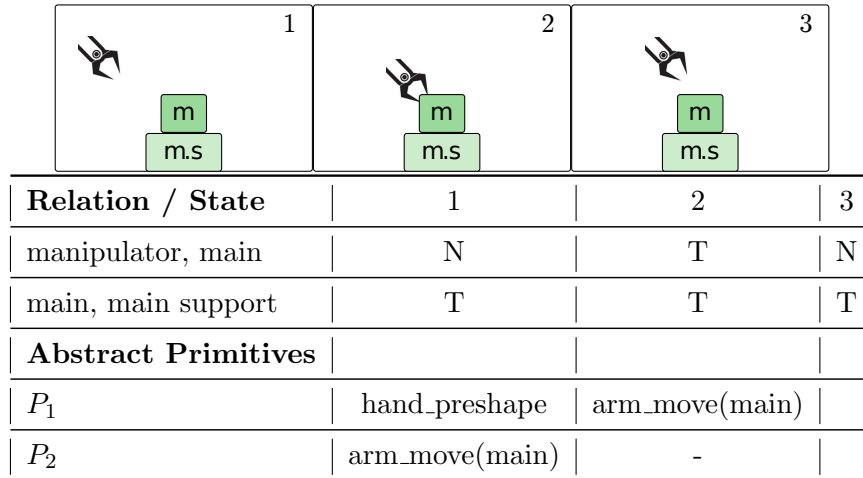 1 2 3
m m m
m.s m.s m.s
Relation / State 1 2 3
manipulator, main N T N
main, main support T T T
Abstract Primitives
P₁ hand_preshape arm_move(main)
P₂ arm_move(main) -